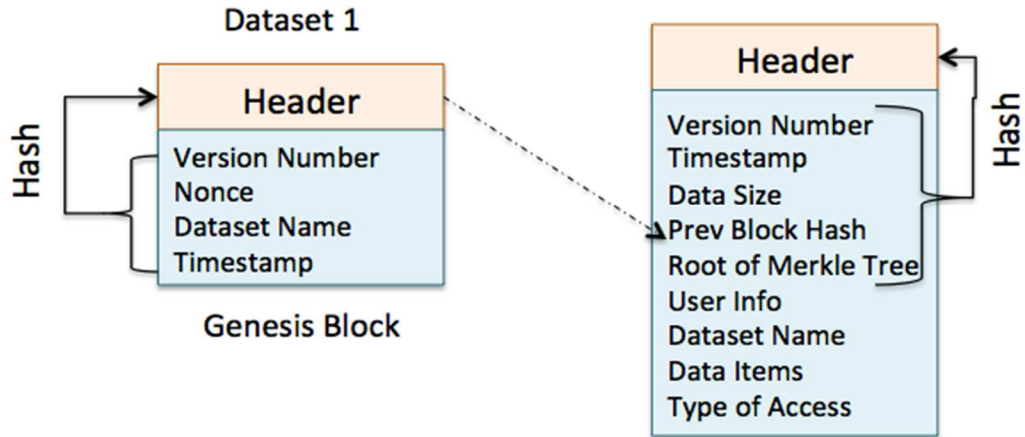 Dataset 1
Hash
Header
Version Number
Nonce
Dataset Name
Timestamp
Genesis Block
Header
Version Number
Timestamp
Data Size
Prev Block Hash
Root of Merkle Tree
User Info
Dataset Name
Data Items
Type of Access
Hash